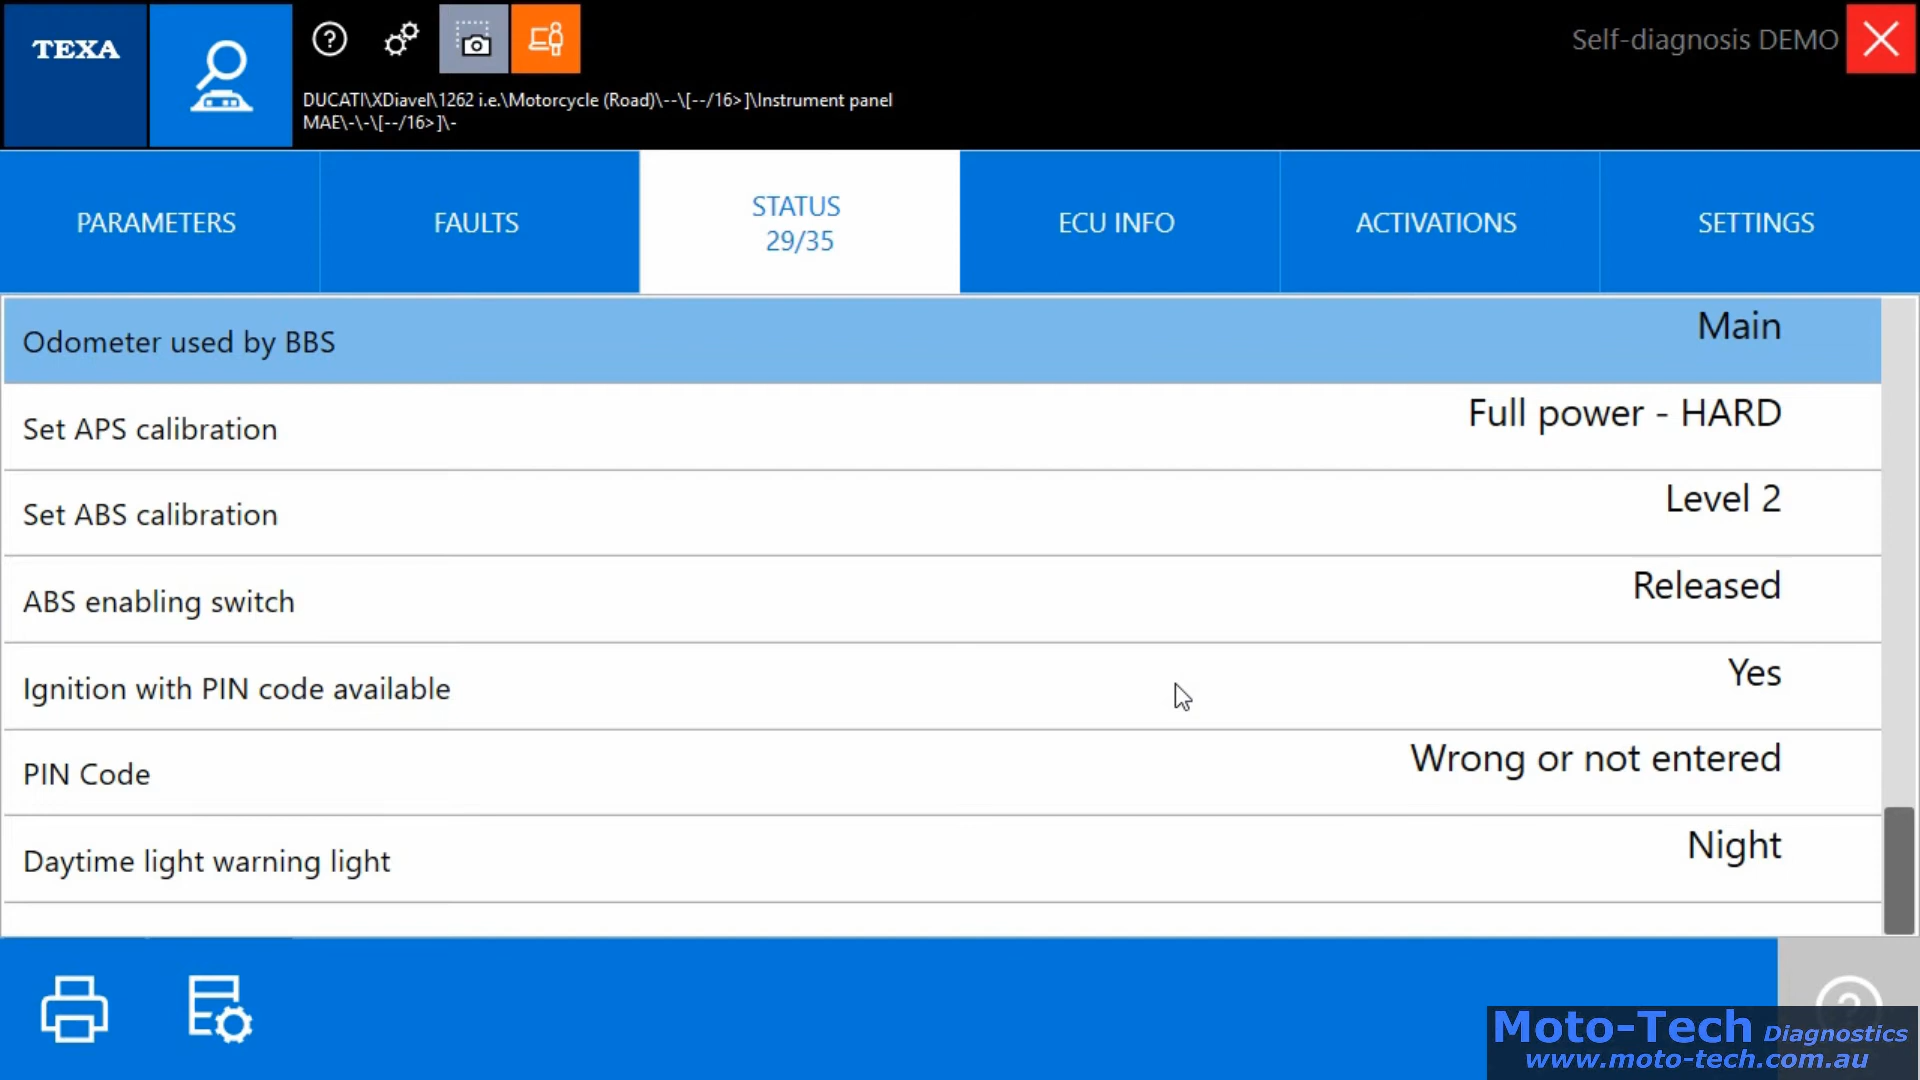 TEXA
Self-diagnosis DEMO
DUCATI\XDiavel\1262 i.e.\Motorcycle (Road)\--\[--/16>]\Instrument panel
MAE\-\-\[--/16>]\-
PARAMETERS
FAULTS
STATUS
29/35
ECU INFO
ACTIVATIONS
SETTINGS
Odometer used by BBS
Main
Set APS calibration
Full power - HARD
Set ABS calibration
Level 2
ABS enabling switch
Released
Ignition with PIN code available
Yes
PIN Code
Wrong or not entered
Daytime light warning light
Night
Moto-Tech Diagnostics
www.moto-tech.com.au